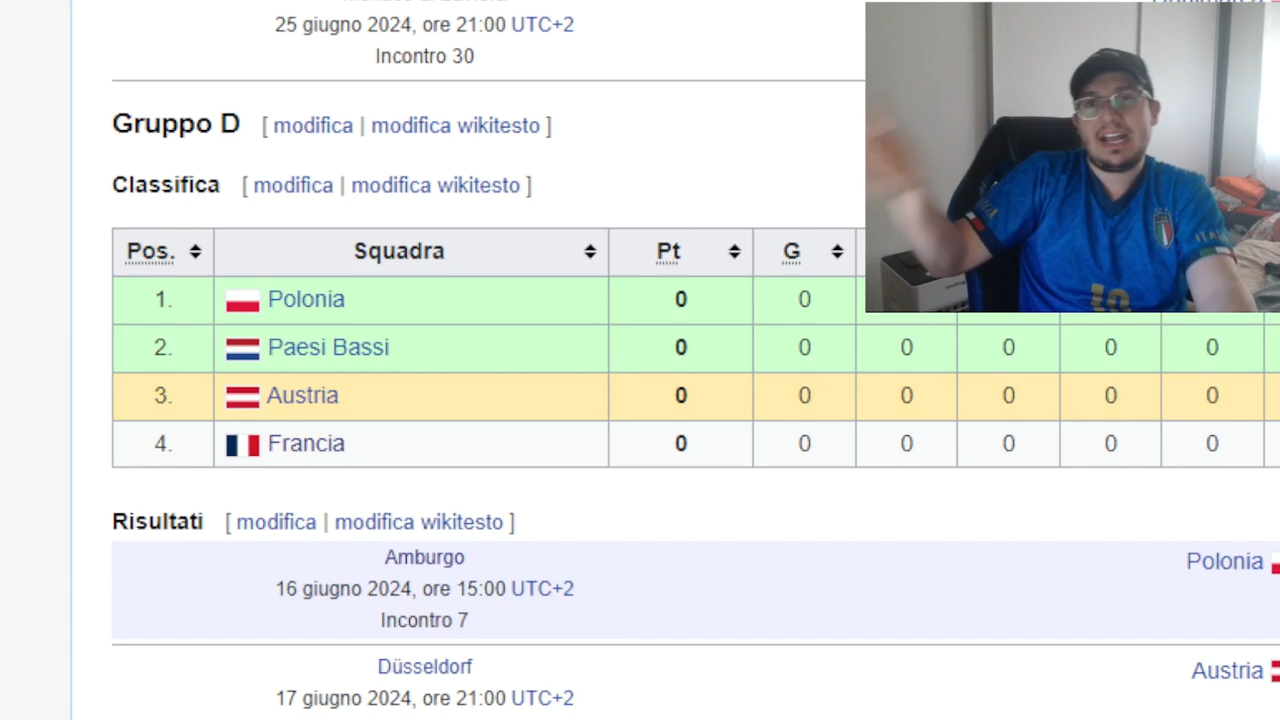 25 giugno 2024, ore 21:00 UTC+2
Incontro 30
Gruppo D [ modifica | modifica wikitesto ]
Classifica [ modifica | modifica wikitesto ]
Pos. Squadra Pt G
1. Polonia 0 0
2. Paesi Bassi 0 0 0 0 0 0
3. Austria 0 0 0 0 0 0
4. Francia 0 0 0 0 0 0
Risultati [ modifica | modifica wikitesto ]
Amburgo
16 giugno 2024, ore 15:00 UTC+2
Incontro 7
Polonia
Düsseldorf
17 giugno 2024, ore 21:00 UTC+2
Austria